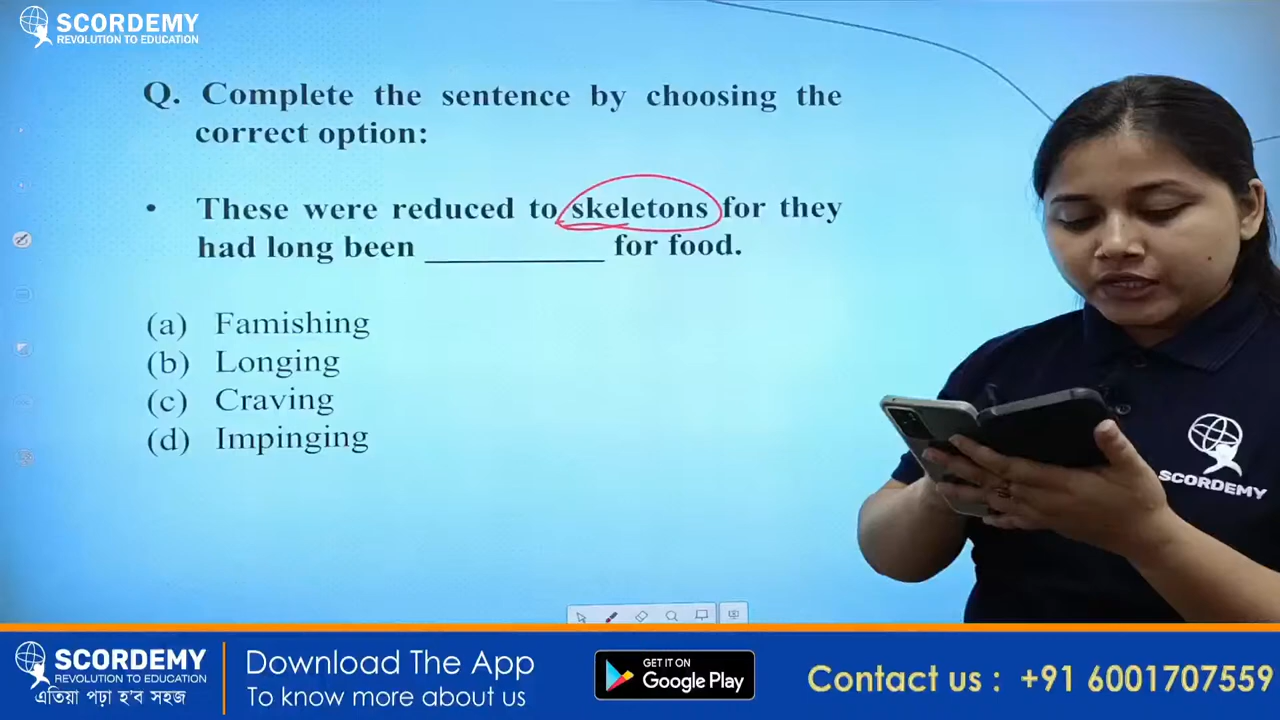 SCORDEMY
REVOLUTION TO EDUCATION
Q. Complete the sentence by choosing the
correct option:
• These were reduced to skeletons for they
had long been ____________ for food.
(a) Famishing
(b) Longing
(c) Craving
(d) Impinging
SCORDEMY
SCORDEMY
REVOLUTION TO EDUCATION
এতিয়া পঢ়া হ'ব সহজ
Download The App
To know more about us
GET IT ON
Google Play
Contact us : +91 6001707559